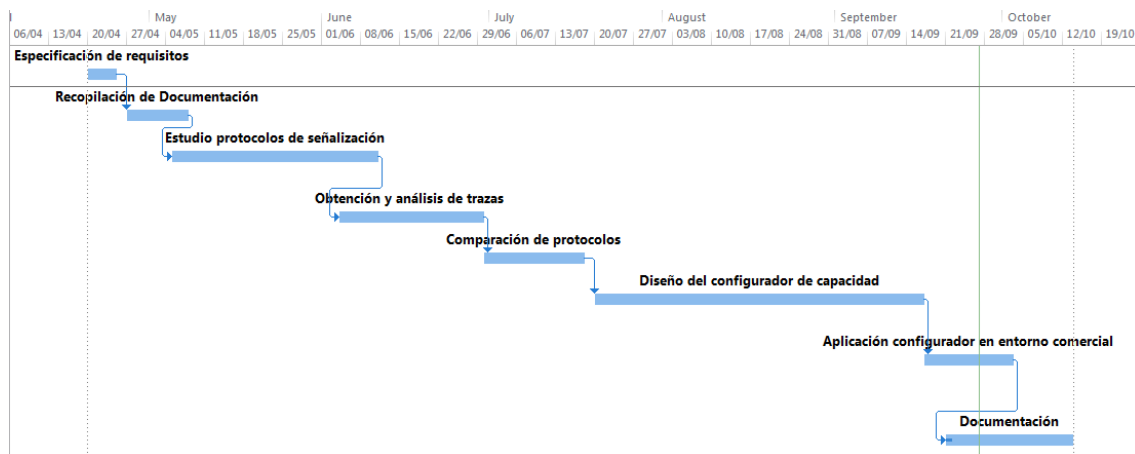 May June July August September October
06/04 13/04 20/04 27/04 04/05 11/05 18/05 25/05 01/06 08/06 15/06 22/06 29/06 06/07 13/07 20/07 27/07 03/08 10/08 17/08 24/08 31/08 07/09 14/09 21/09 28/09 05/10 12/10 19/10
Especificación de requisitos
Recopilación de Documentación
Estudio protocolos de señalización
Obtención y análisis de trazas
Comparación de protocolos
Diseño del configurador de capacidad
Aplicación configurador en entorno comercial
Documentación